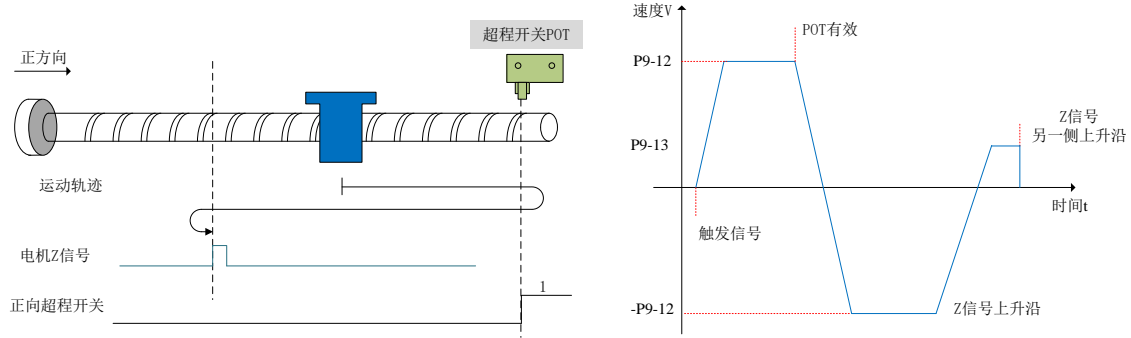 超程开关POT
正方向
运动轨迹
电机Z信号
正向超程开关
1
速度V
POT有效
P9-12
Z信号
另一侧上升沿
P9-13
时间t
触发信号
-P9-12
Z信号上升沿